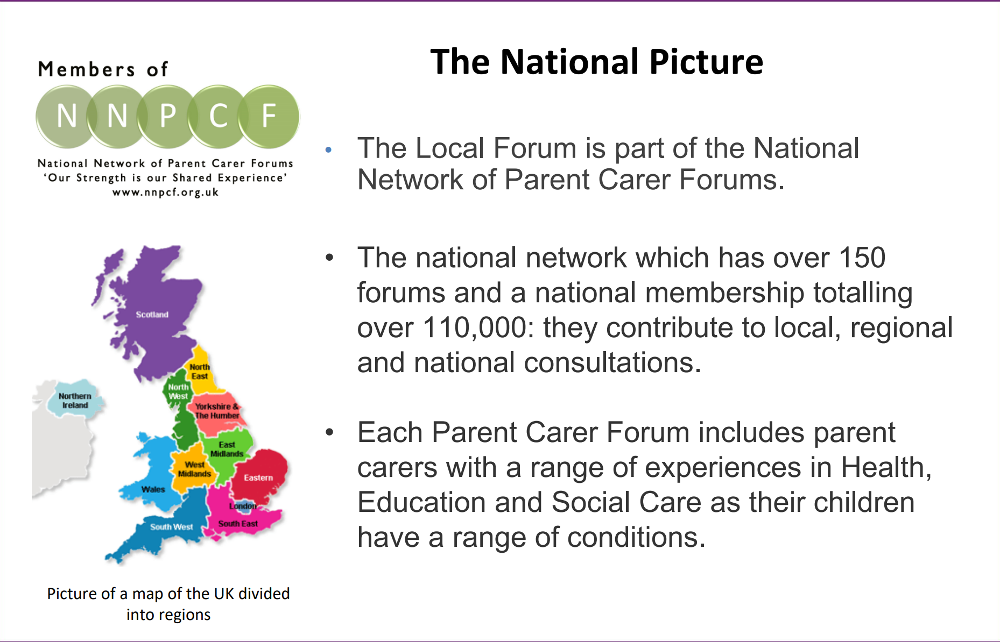 Members of
NNPCF
National Network of Parent Carer Forums
‘Our Strength is our Shared Experience’
www.nnpcf.org.uk
The National Picture
• The Local Forum is part of the National
Network of Parent Carer Forums.
• The national network which has over 150
forums and a national membership totalling
over 110,000: they contribute to local, regional
and national consultations.
• Each Parent Carer Forum includes parent
carers with a range of experiences in Health,
Education and Social Care as their children
have a range of conditions.
Scotland
North
East
North
West
Northern
Ireland
Yorkshire &
The Humber
East
Midlands
West
Midlands
Eastern
Wales
London
South West
South East
Picture of a map of the UK divided
into regions